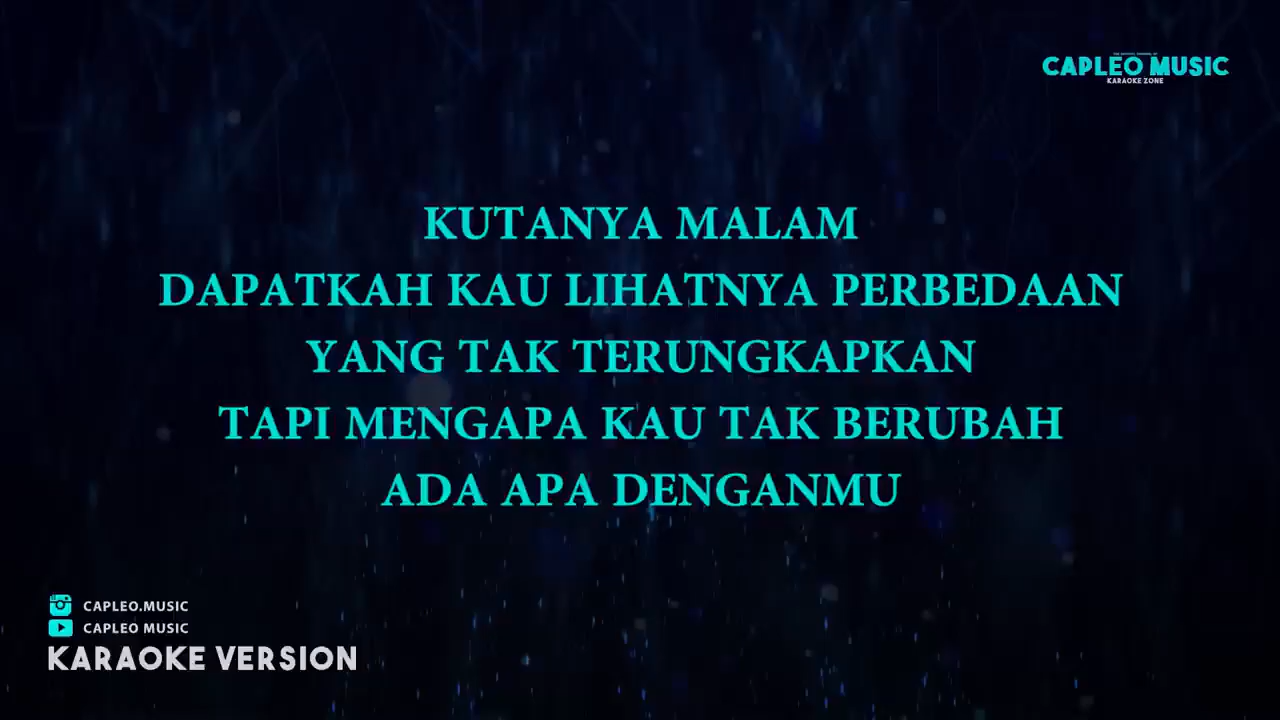 CAPLEO MUSIC
KARAOKE ZONE
KUTANYA MALAM
DAPATKAH KAU LIHATNYA PERBEDAAN
YANG TAK TERUNGKAPKAN
TAPI MENGAPA KAU TAK BERUBAH
ADA APA DENGANMU
CAPLEO.MUSIC
CAPLEO MUSIC
KARAOKE VERSION